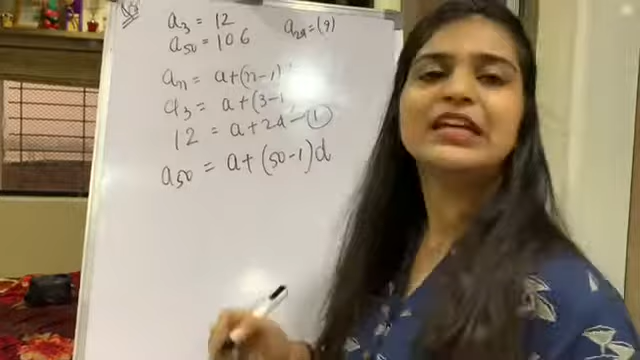 a₃ = 12
a₅₀ = 106
a₂₉ = (?)
aₙ = a+(n-1)
a₃ = a+(3-1
12 = a+2d — ①
a₅₀ = a+(50-1)d